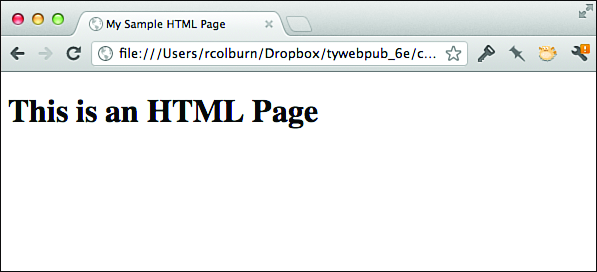 My Sample HTML Page
file:///Users/rcolburn/Dropbox/tywebpub_6e/c...
This is an HTML Page